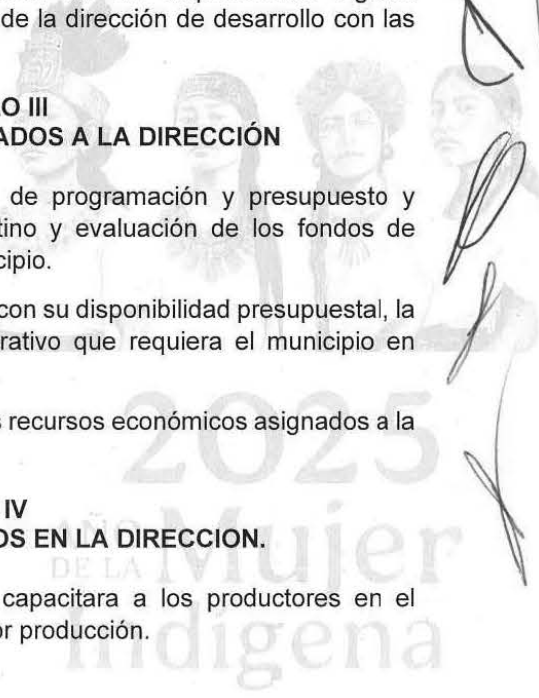 de la dirección de desarrollo con las
O III
ADOS A LA DIRECCIÓN
de programación y presupuesto y
tino y evaluación de los fondos de
cipio.
con su disponibilidad presupuestal, la
rativo que requiera el municipio en
s recursos económicos asignados a la
2025
IV
AÑO
OS EN LA DIRECCION.
DE LA Mujer
capacitara a los productores en el
or producción.
Indígena